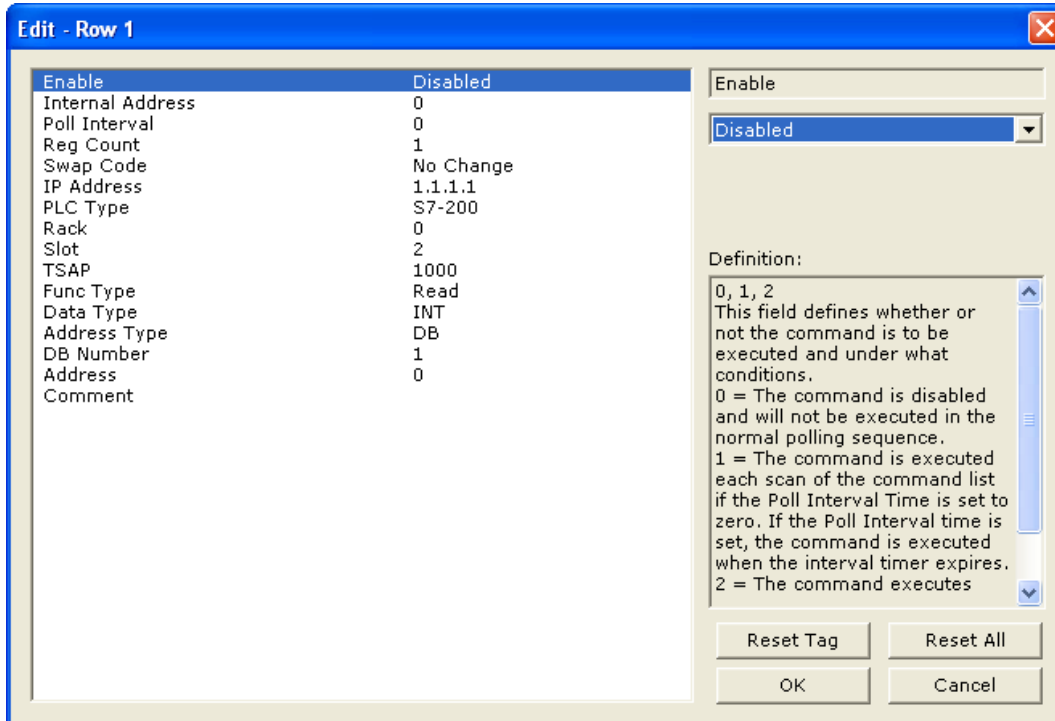 Edit - Row 1
Enable Disabled
Internal Address 0
Poll Interval 0
Reg Count 1
Swap Code No Change
IP Address 1.1.1.1
PLC Type S7-200
Rack 0
Slot 2
TSAP 1000
Func Type Read
Data Type INT
Address Type DB
DB Number 1
Address 0
Comment
Enable
Disabled
Definition:
0, 1, 2
This field defines whether or
not the command is to be
executed and under what
conditions.
0 = The command is disabled
and will not be executed in the
normal polling sequence.
1 = The command is executed
each scan of the command list
if the Poll Interval Time is set to
zero. If the Poll Interval time is
set, the command is executed
when the interval timer expires.
2 = The command executes
Reset Tag
Reset All
OK
Cancel